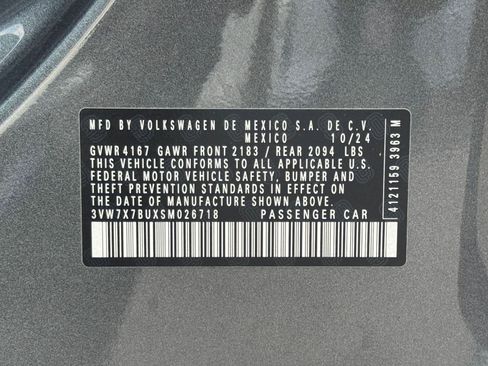 MFD BY VOLKSWAGEN DE MEXICO S.A. DE C.V.
MEXICO 10/24
GVWR4167 GAWR FRONT 2183 / REAR 2094 LBS
THIS VEHICLE CONFORMS TO ALL APPLICABLE U.S.
FEDERAL MOTOR VEHICLE SAFETY, BUMPER AND
THEFT PREVENTION STANDARDS IN EFFECT ON THE
DATE OF MANUFACTURE SHOWN ABOVE.
3VW7X7BUXSM026718 PASSENGER CAR
4121159 3963 M